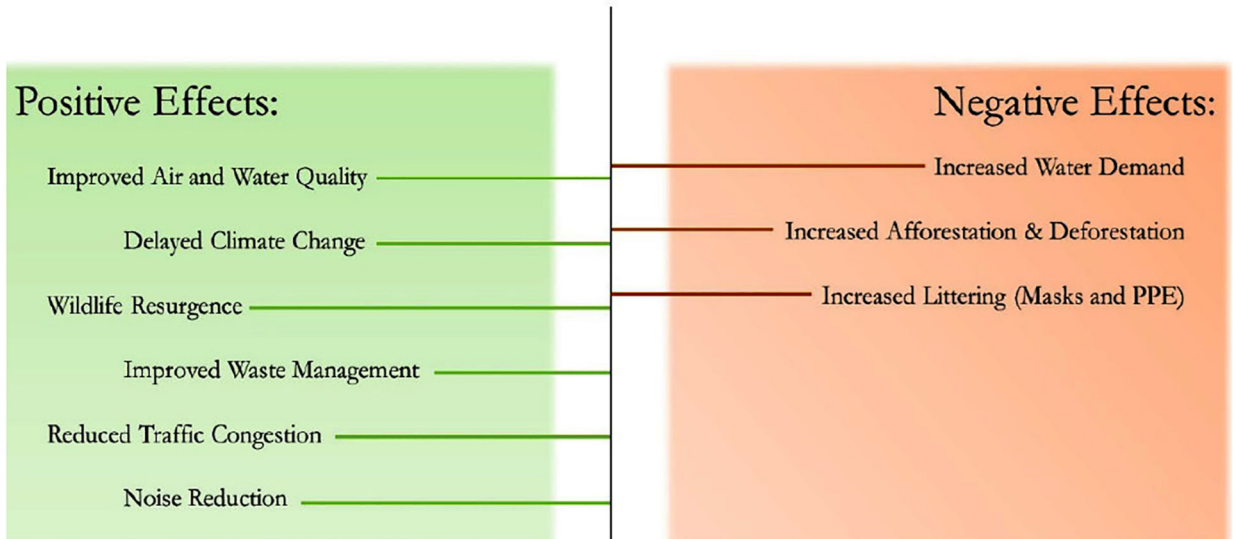 Positive Effects:
Improved Air and Water Quality
Delayed Climate Change
Wildlife Resurgence
Improved Waste Management
Reduced Traffic Congestion
Noise Reduction
Negative Effects:
Increased Water Demand
Increased Afforestation & Deforestation
Increased Littering (Masks and PPE)